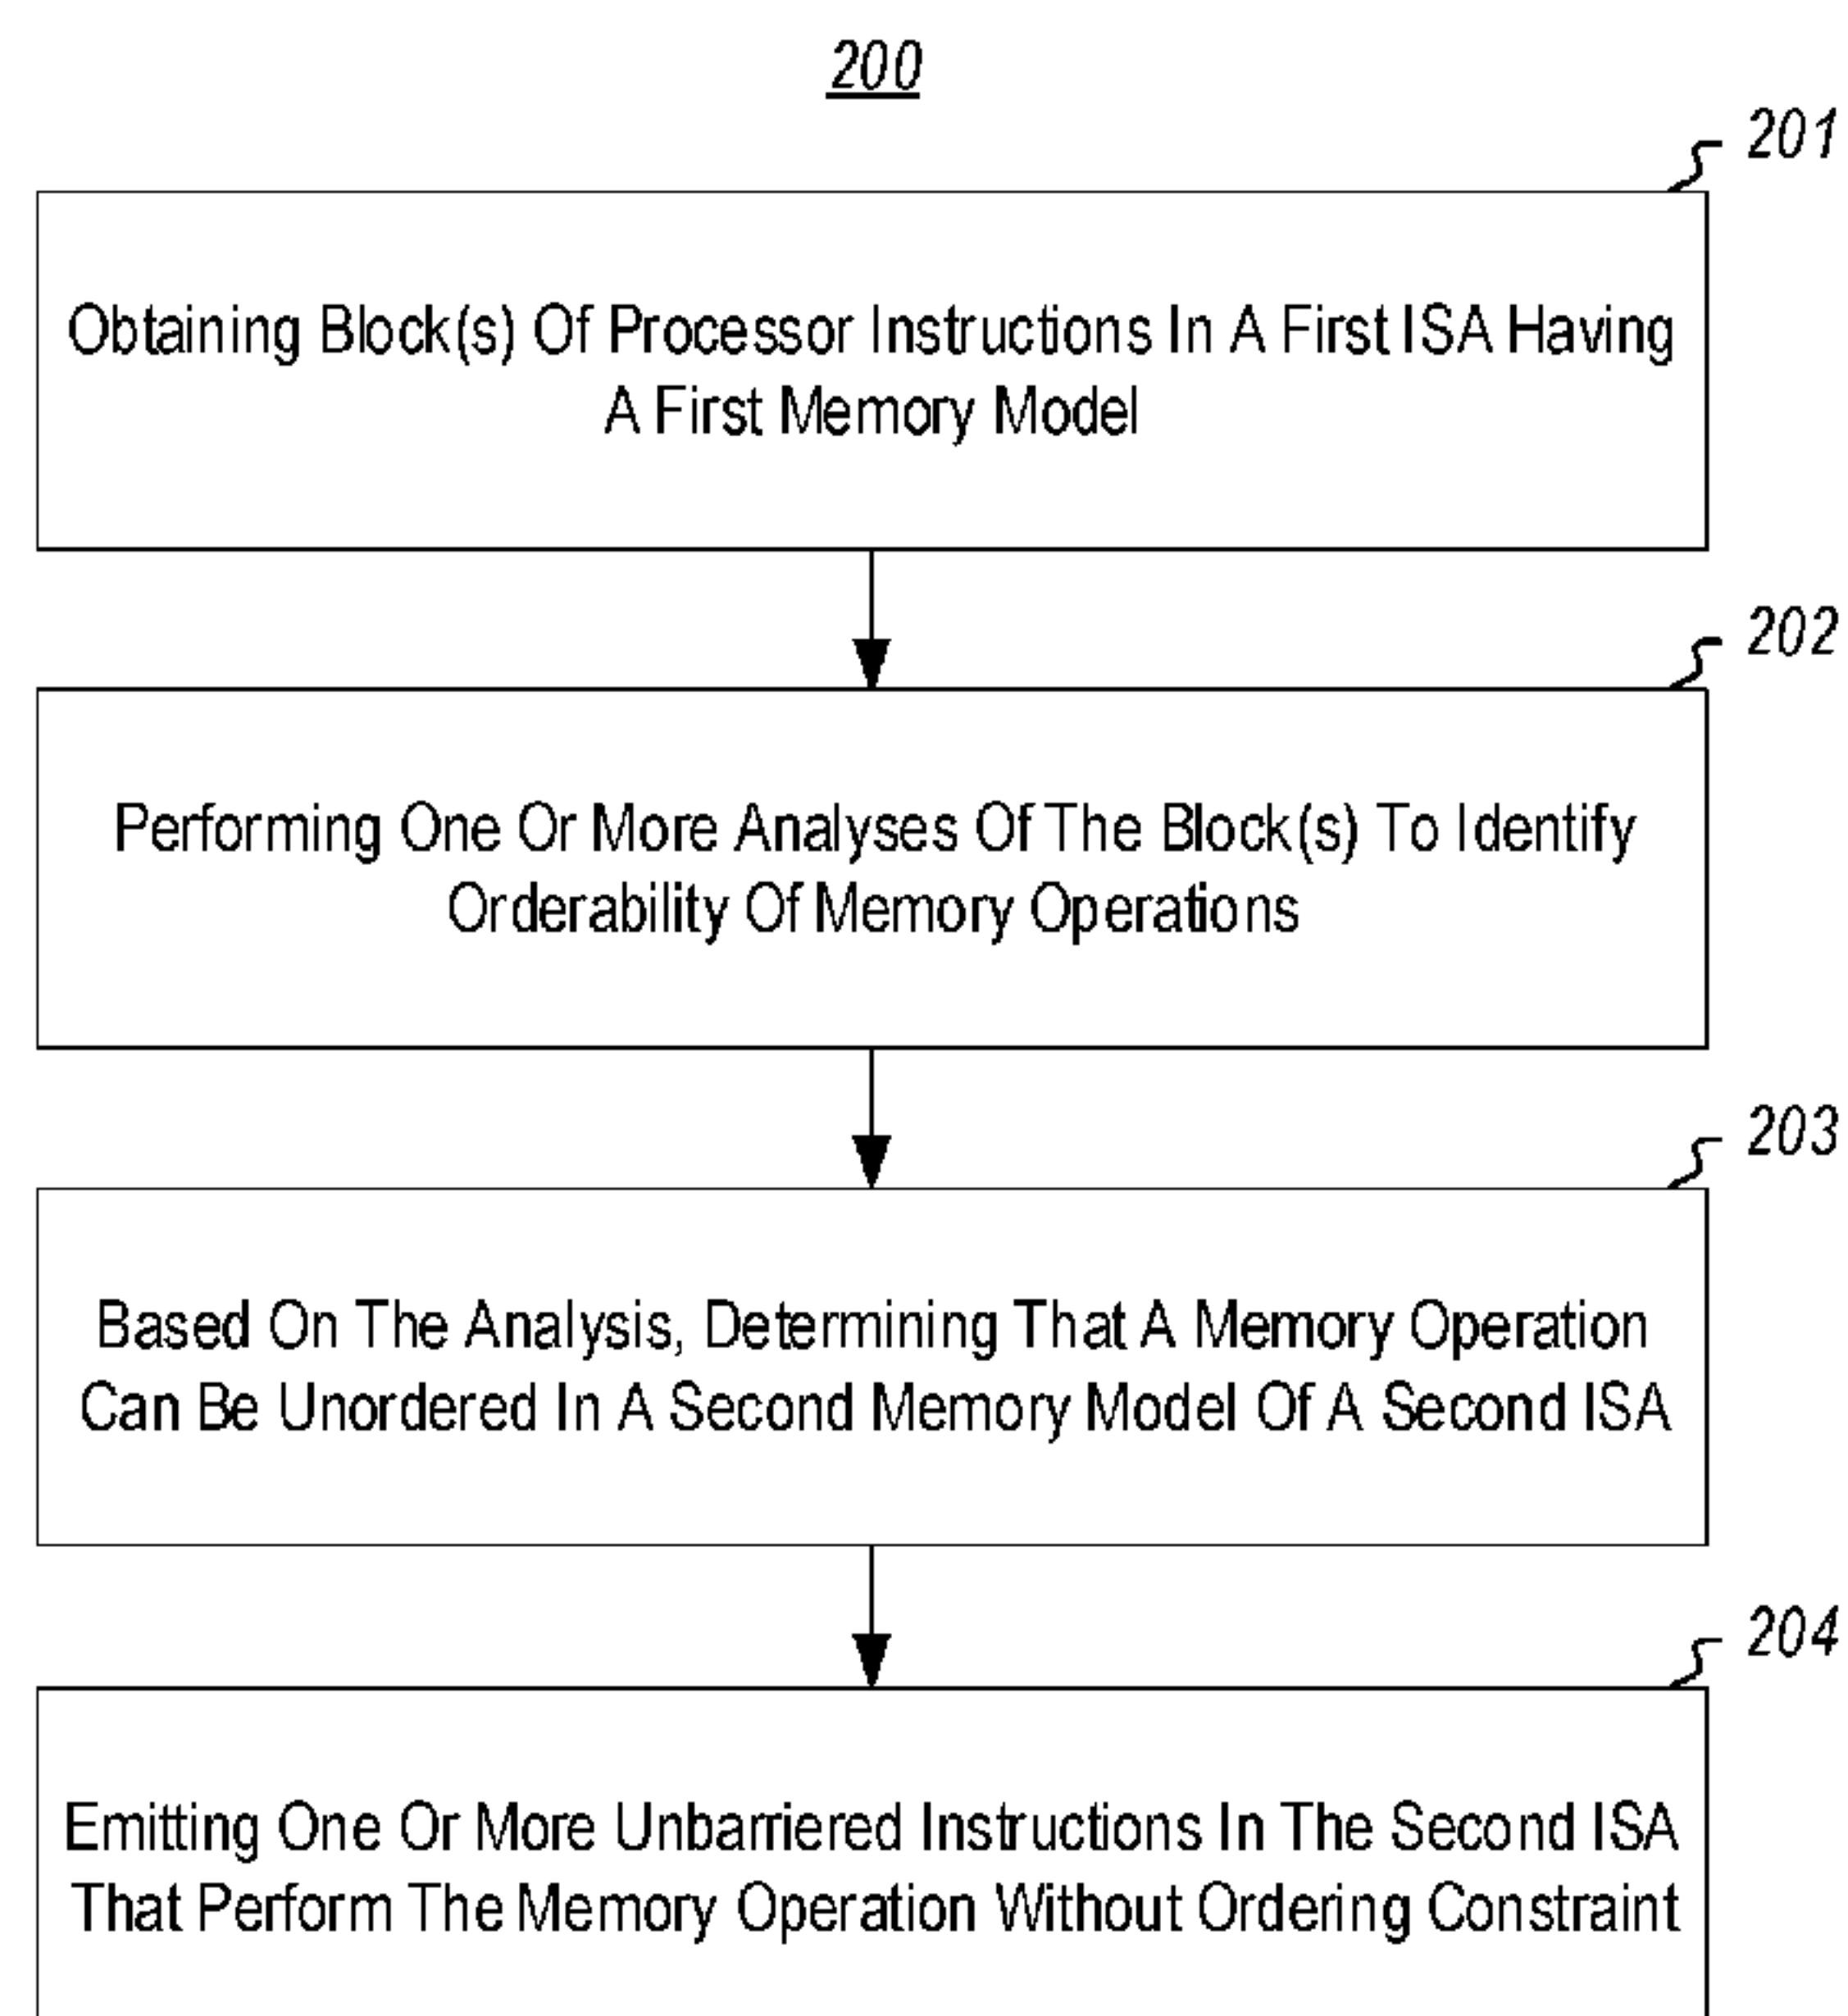 200
201
Obtaining Block(s) Of Processor Instructions In A First ISA Having
A First Memory Model
202
Performing One Or More Analyses Of The Block(s) To Identify
Orderability Of Memory Operations
203
Based On The Analysis, Determining That A Memory Operation
Can Be Unordered In A Second Memory Model Of A Second ISA
204
Emitting One Or More Unbarriered Instructions In The Second ISA
That Perform The Memory Operation Without Ordering Constraint